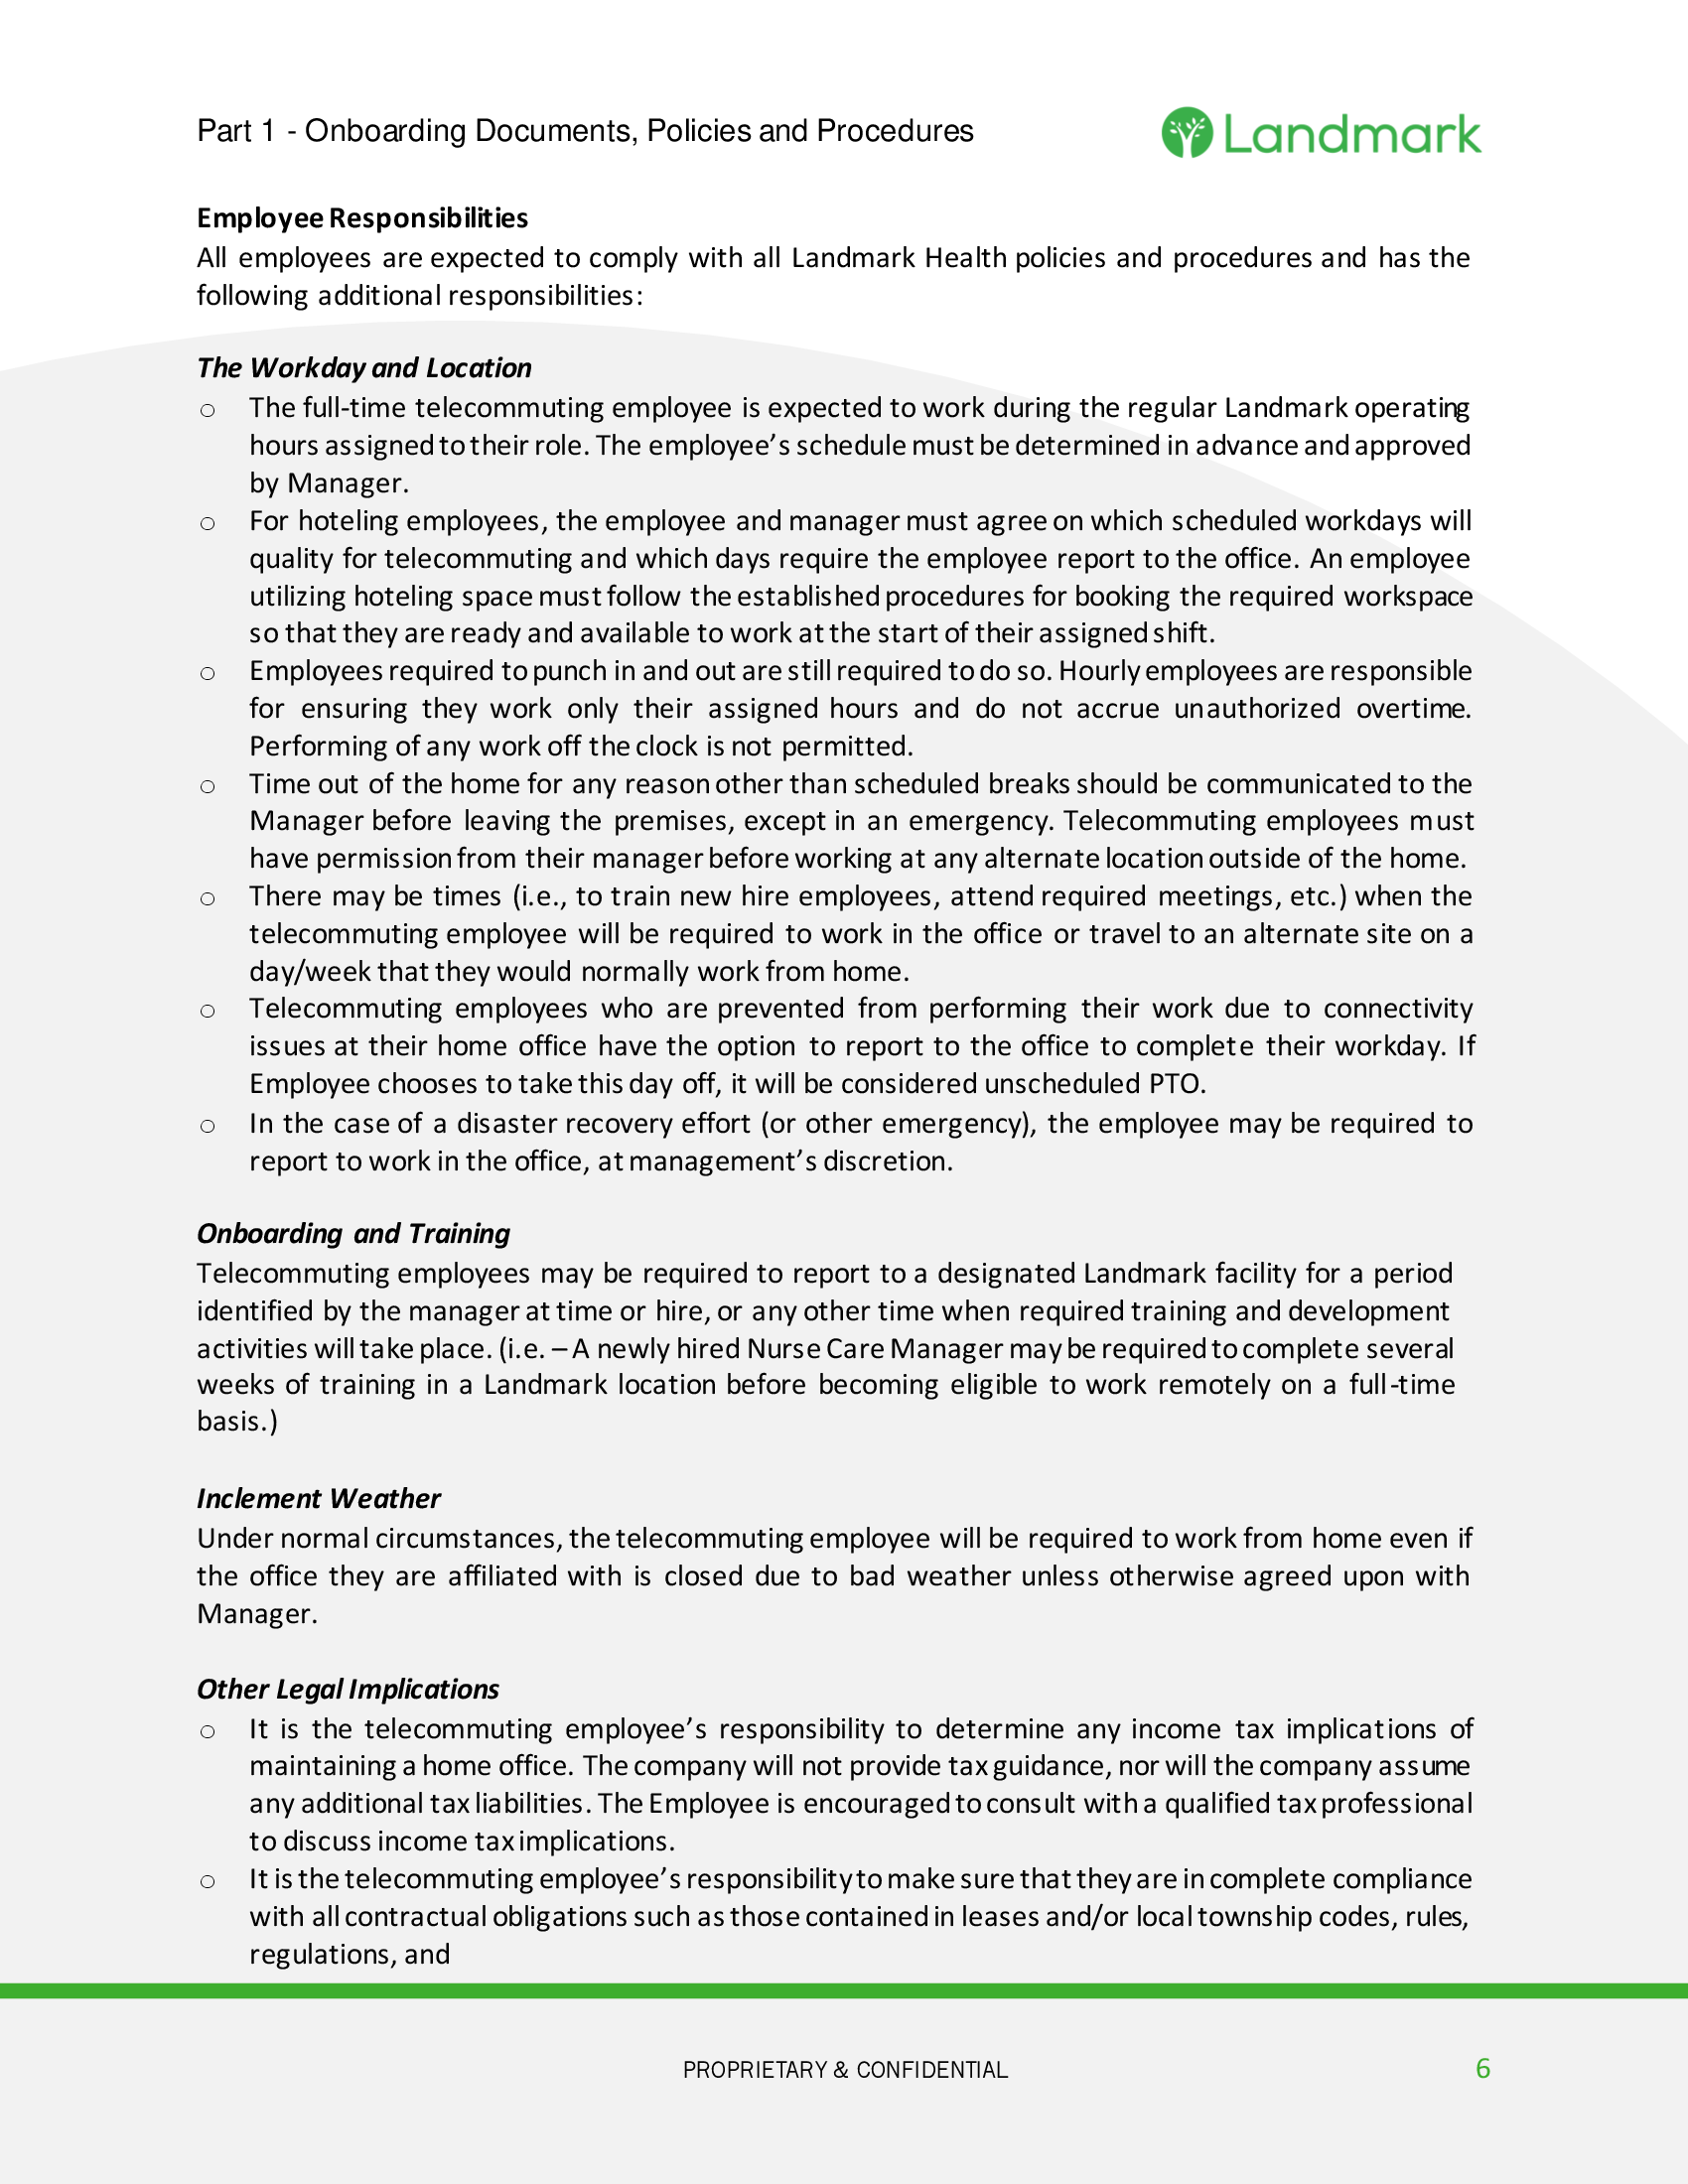 Part 1 - Onboarding Documents, Policies and Procedures
Landmark
Employee Responsibilities
All employees are expected to comply with all Landmark Health policies and procedures and has the
following additional responsibilities:
The Workday and Location
o The full-time telecommuting employee is expected to work during the regular Landmark operating
hours assigned to their role. The employee’s schedule must be determined in advance and approved
by Manager.
o For hoteling employees, the employee and manager must agree on which scheduled workdays will
quality for telecommuting and which days require the employee report to the office. An employee
utilizing hoteling space must follow the established procedures for booking the required workspace
so that they are ready and available to work at the start of their assigned shift.
o Employees required to punch in and out are still required to do so. Hourly employees are responsible
for ensuring they work only their assigned hours and do not accrue unauthorized overtime.
Performing of any work off the clock is not permitted.
o Time out of the home for any reason other than scheduled breaks should be communicated to the
Manager before leaving the premises, except in an emergency. Telecommuting employees must
have permission from their manager before working at any alternate location outside of the home.
o There may be times (i.e., to train new hire employees, attend required meetings, etc.) when the
telecommuting employee will be required to work in the office or travel to an alternate site on a
day/week that they would normally work from home.
o Telecommuting employees who are prevented from performing their work due to connectivity
issues at their home office have the option to report to the office to complete their workday. If
Employee chooses to take this day off, it will be considered unscheduled PTO.
o In the case of a disaster recovery effort (or other emergency), the employee may be required to
report to work in the office, at management’s discretion.
Onboarding and Training
Telecommuting employees may be required to report to a designated Landmark facility for a period
identified by the manager at time or hire, or any other time when required training and development
activities will take place. (i.e. – A newly hired Nurse Care Manager may be required to complete several
weeks of training in a Landmark location before becoming eligible to work remotely on a full-time
basis.)
Inclement Weather
Under normal circumstances, the telecommuting employee will be required to work from home even if
the office they are affiliated with is closed due to bad weather unless otherwise agreed upon with
Manager.
Other Legal Implications
o It is the telecommuting employee’s responsibility to determine any income tax implications of
maintaining a home office. The company will not provide tax guidance, nor will the company assume
any additional tax liabilities. The Employee is encouraged to consult with a qualified tax professional
to discuss income tax implications.
o It is the telecommuting employee’s responsibility to make sure that they are in complete compliance
with all contractual obligations such as those contained in leases and/or local township codes, rules,
regulations, and
PROPRIETARY & CONFIDENTIAL
6